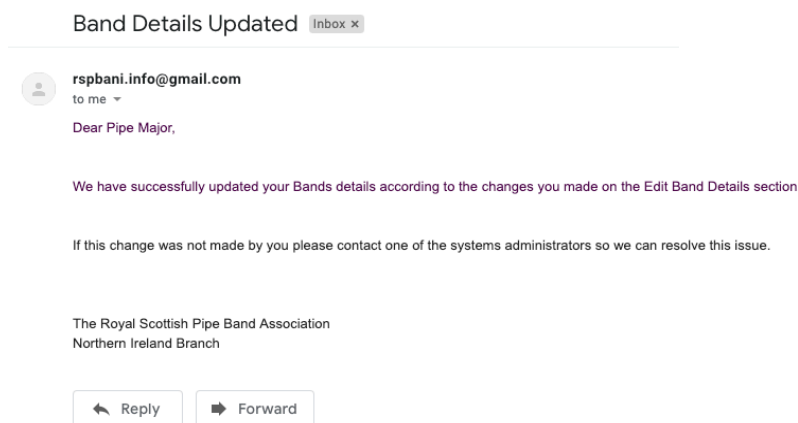 Band Details Updated Inbox ×
rspbani.info@gmail.com
to me
Dear Pipe Major,
We have successfully updated your Bands details according to the changes you made on the Edit Band Details section
If this change was not made by you please contact one of the systems administrators so we can resolve this issue.
The Royal Scottish Pipe Band Association
Northern Ireland Branch
Reply Forward